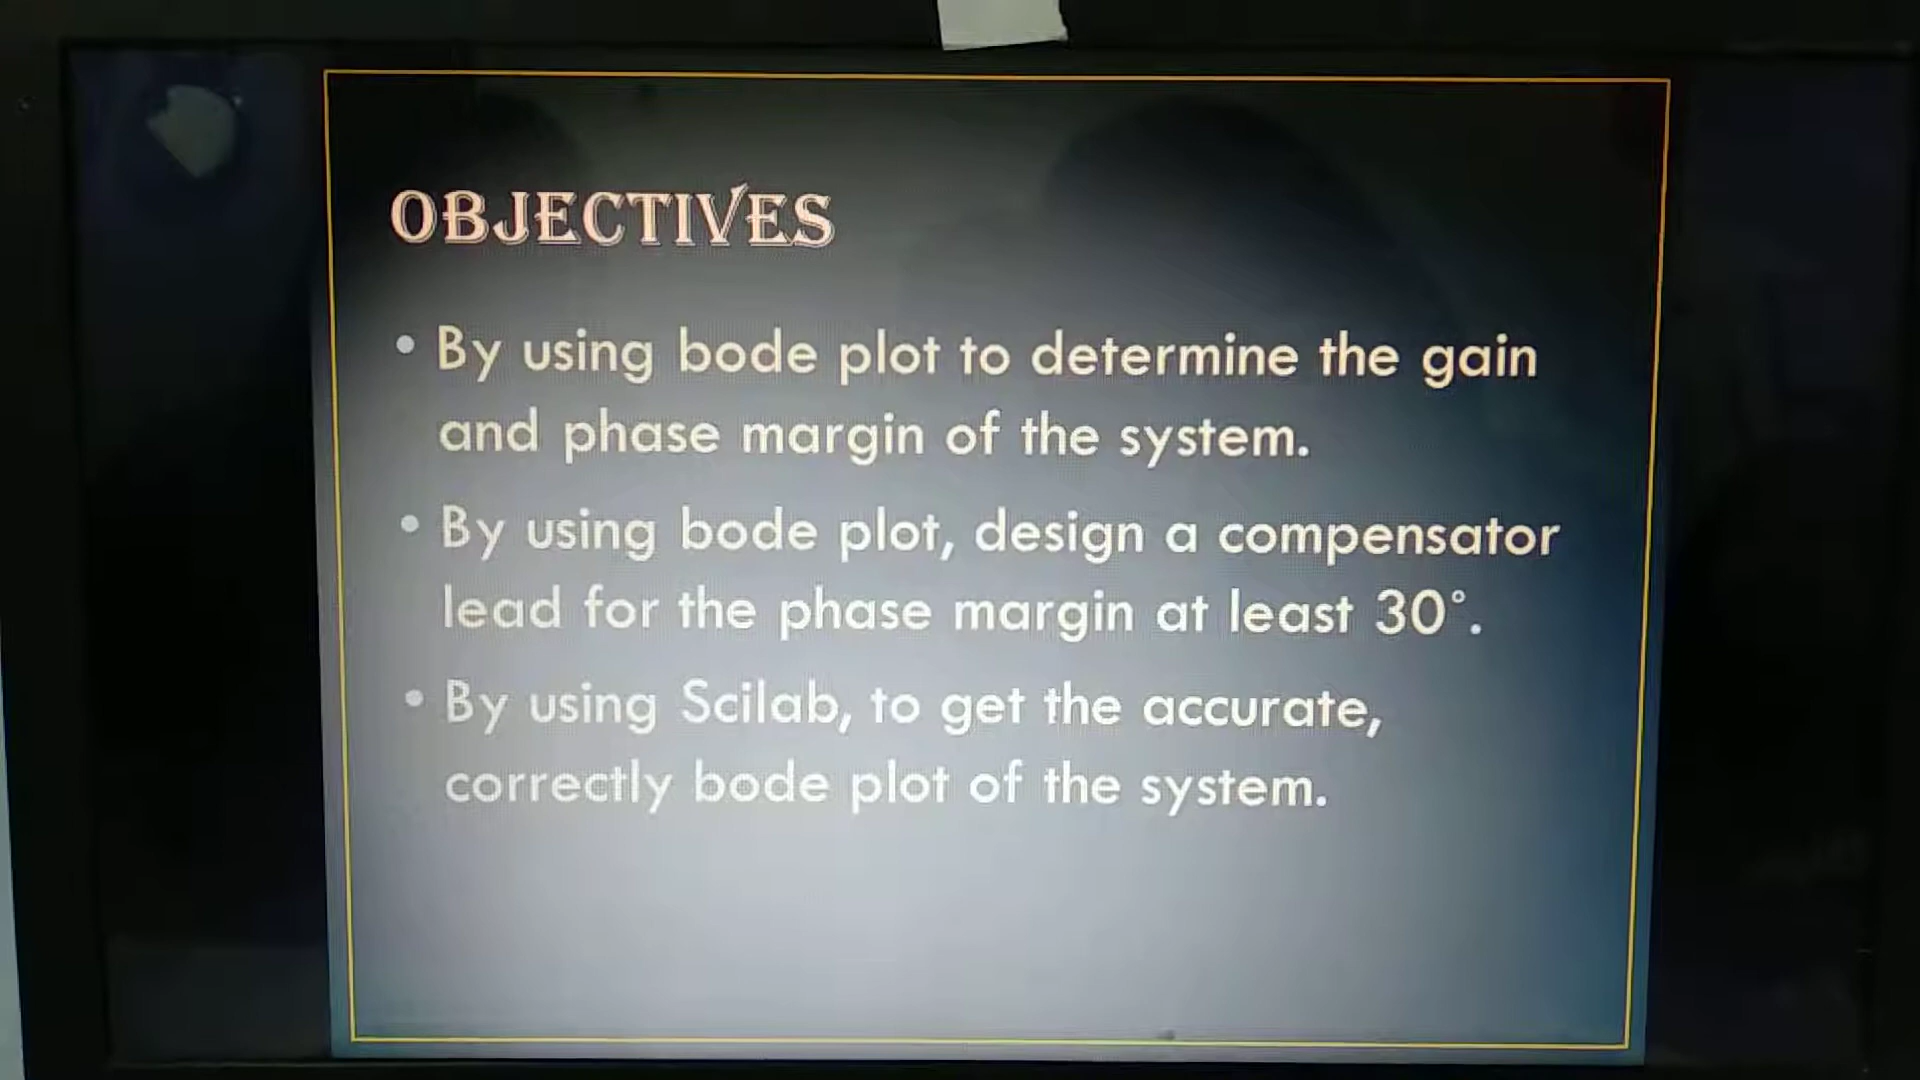 OBJECTIVES
• By using bode plot to determine the gain
and phase margin of the system.
• By using bode plot, design a compensator
lead for the phase margin at least 30°.
• By using Scilab, to get the accurate,
correctly bode plot of the system.